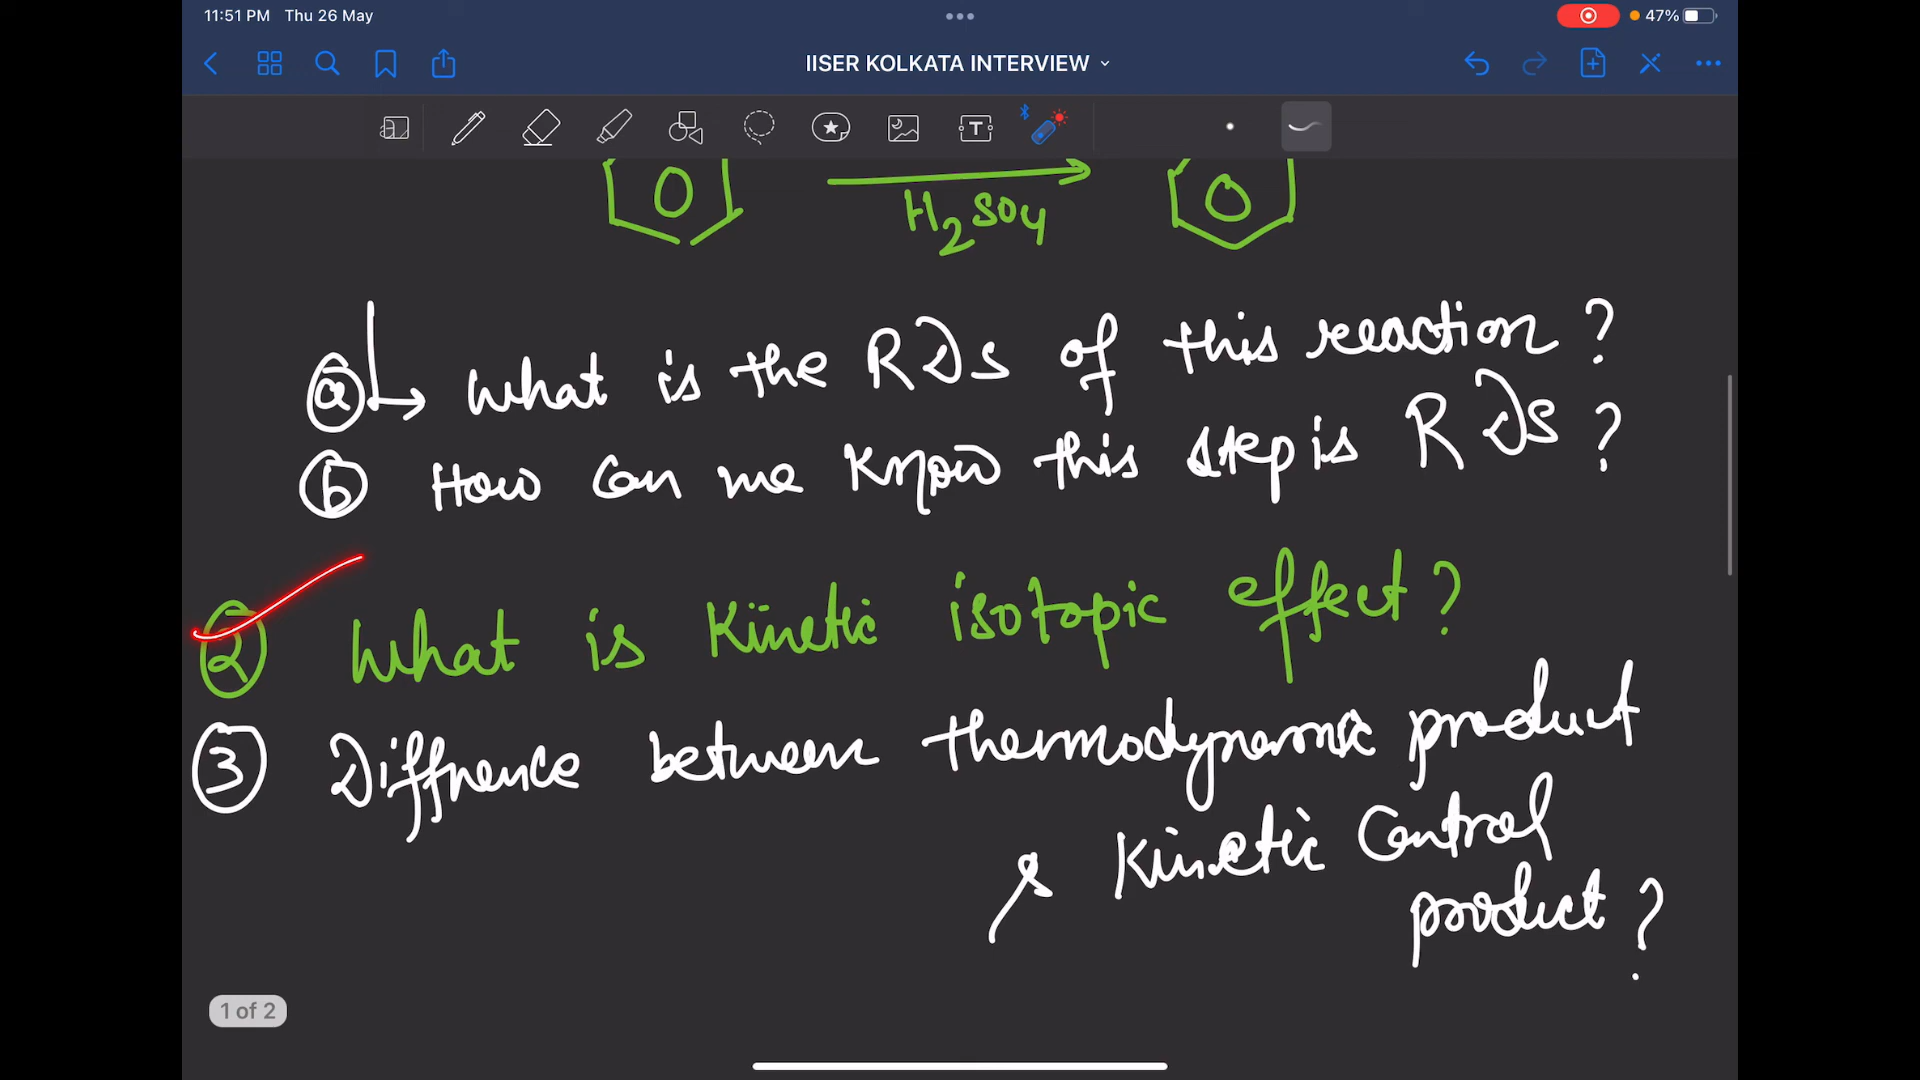 11:51 PM Thu 26 May
47%
IISER KOLKATA INTERVIEW
T
H2SO4
(a) What is the RDS of this reaction?
(b) How can we know this step is RDS?
(2) What is Kinetic isotopic effect?
(3) Diffrence between thermodynamic product
& Kinetic Control
product?
1 of 2